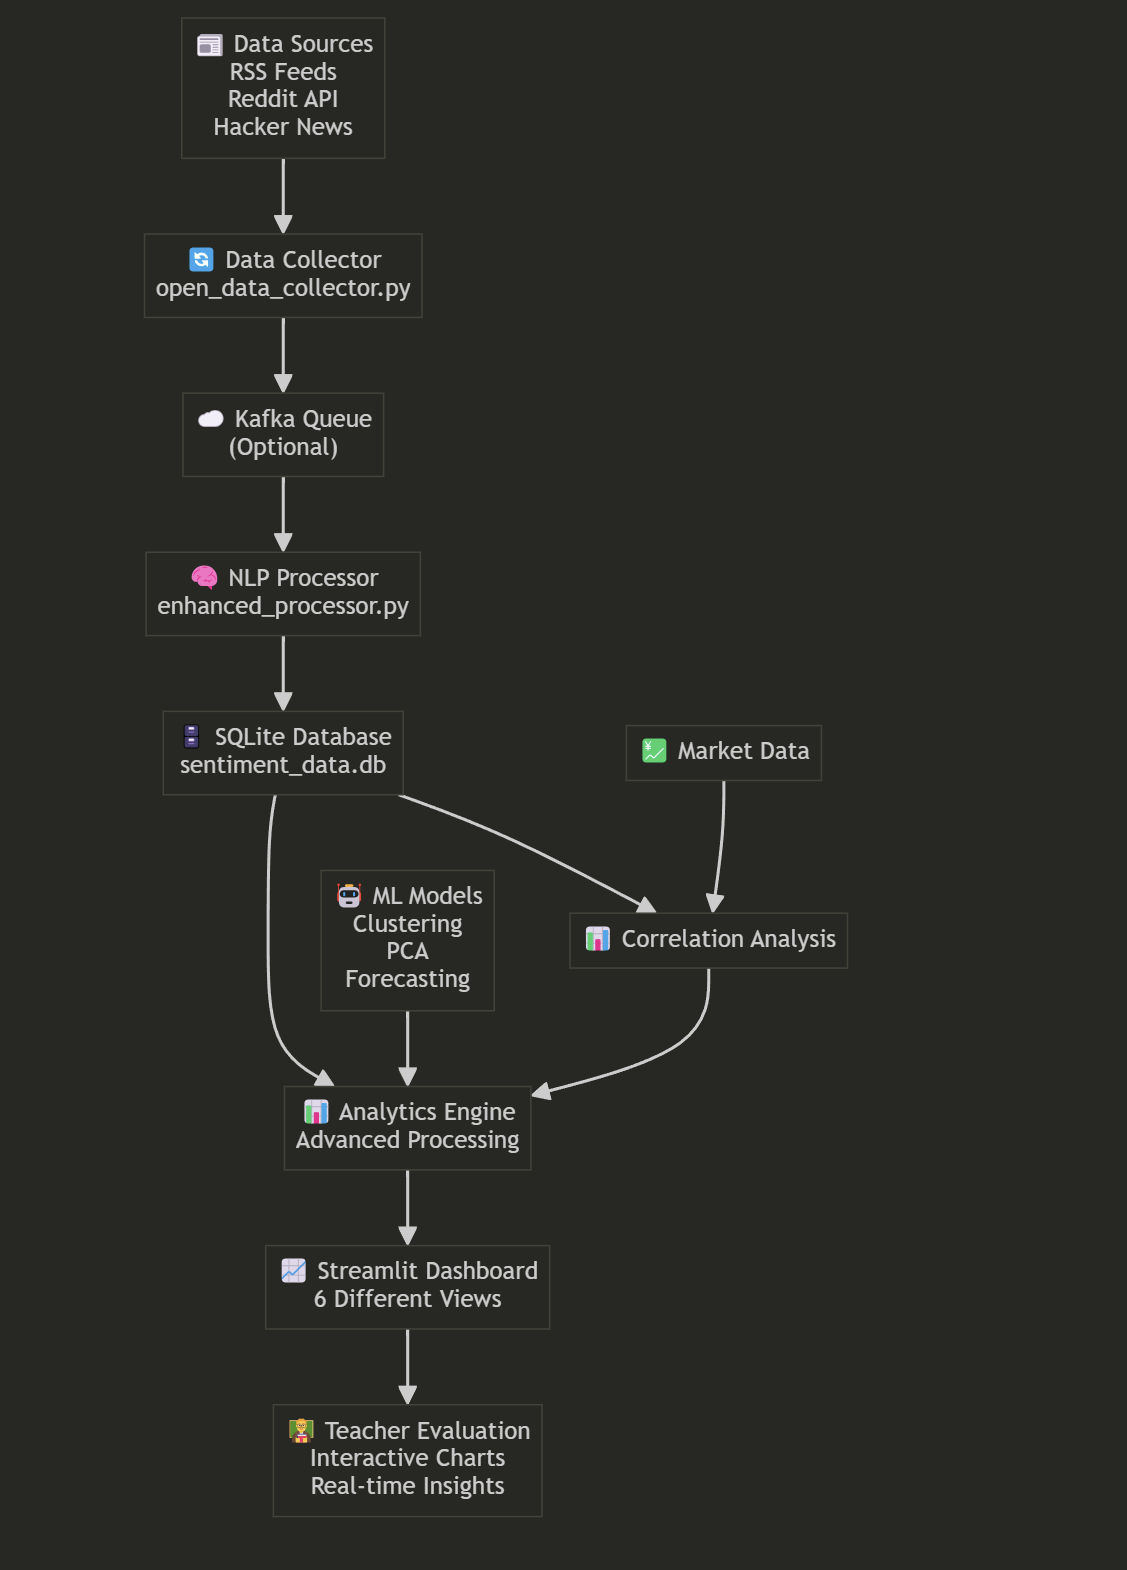 Data Sources
RSS Feeds
Reddit API
Hacker News
Data Collector
open_data_collector.py
Kafka Queue
(Optional)
NLP Processor
enhanced_processor.py
SQLite Database
sentiment_data.db
Market Data
ML Models
Clustering
PCA
Forecasting
Correlation Analysis
Analytics Engine
Advanced Processing
Streamlit Dashboard
6 Different Views
Teacher Evaluation
Interactive Charts
Real-time Insights